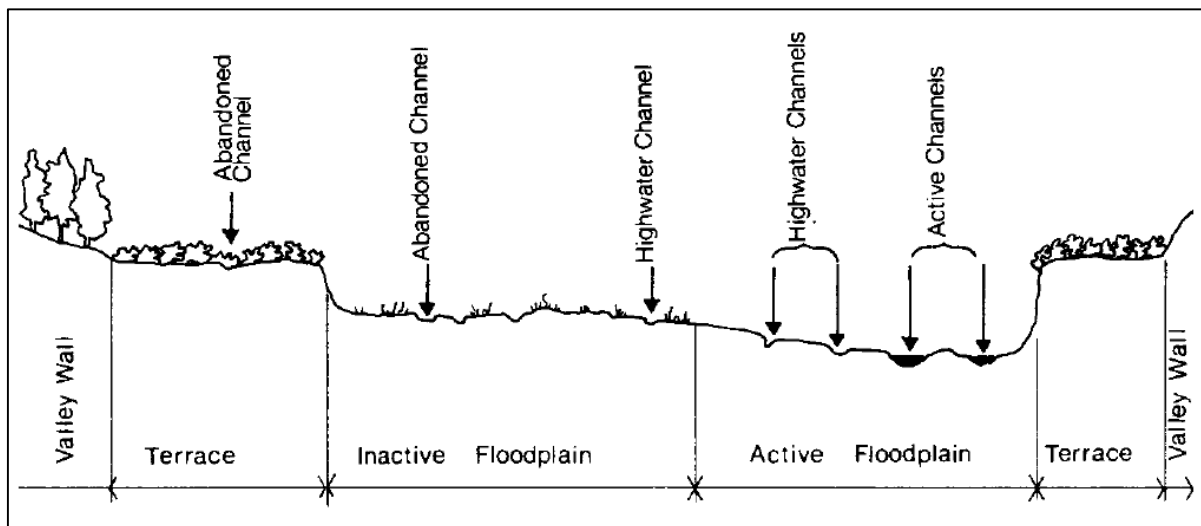 Abandoned
Channel
Abandoned Channel
Highwater Channel
Highwater Channels
Active Channels
Valley Wall
Terrace
Inactive Floodplain
Active Floodplain
Terrace
Valley Wall